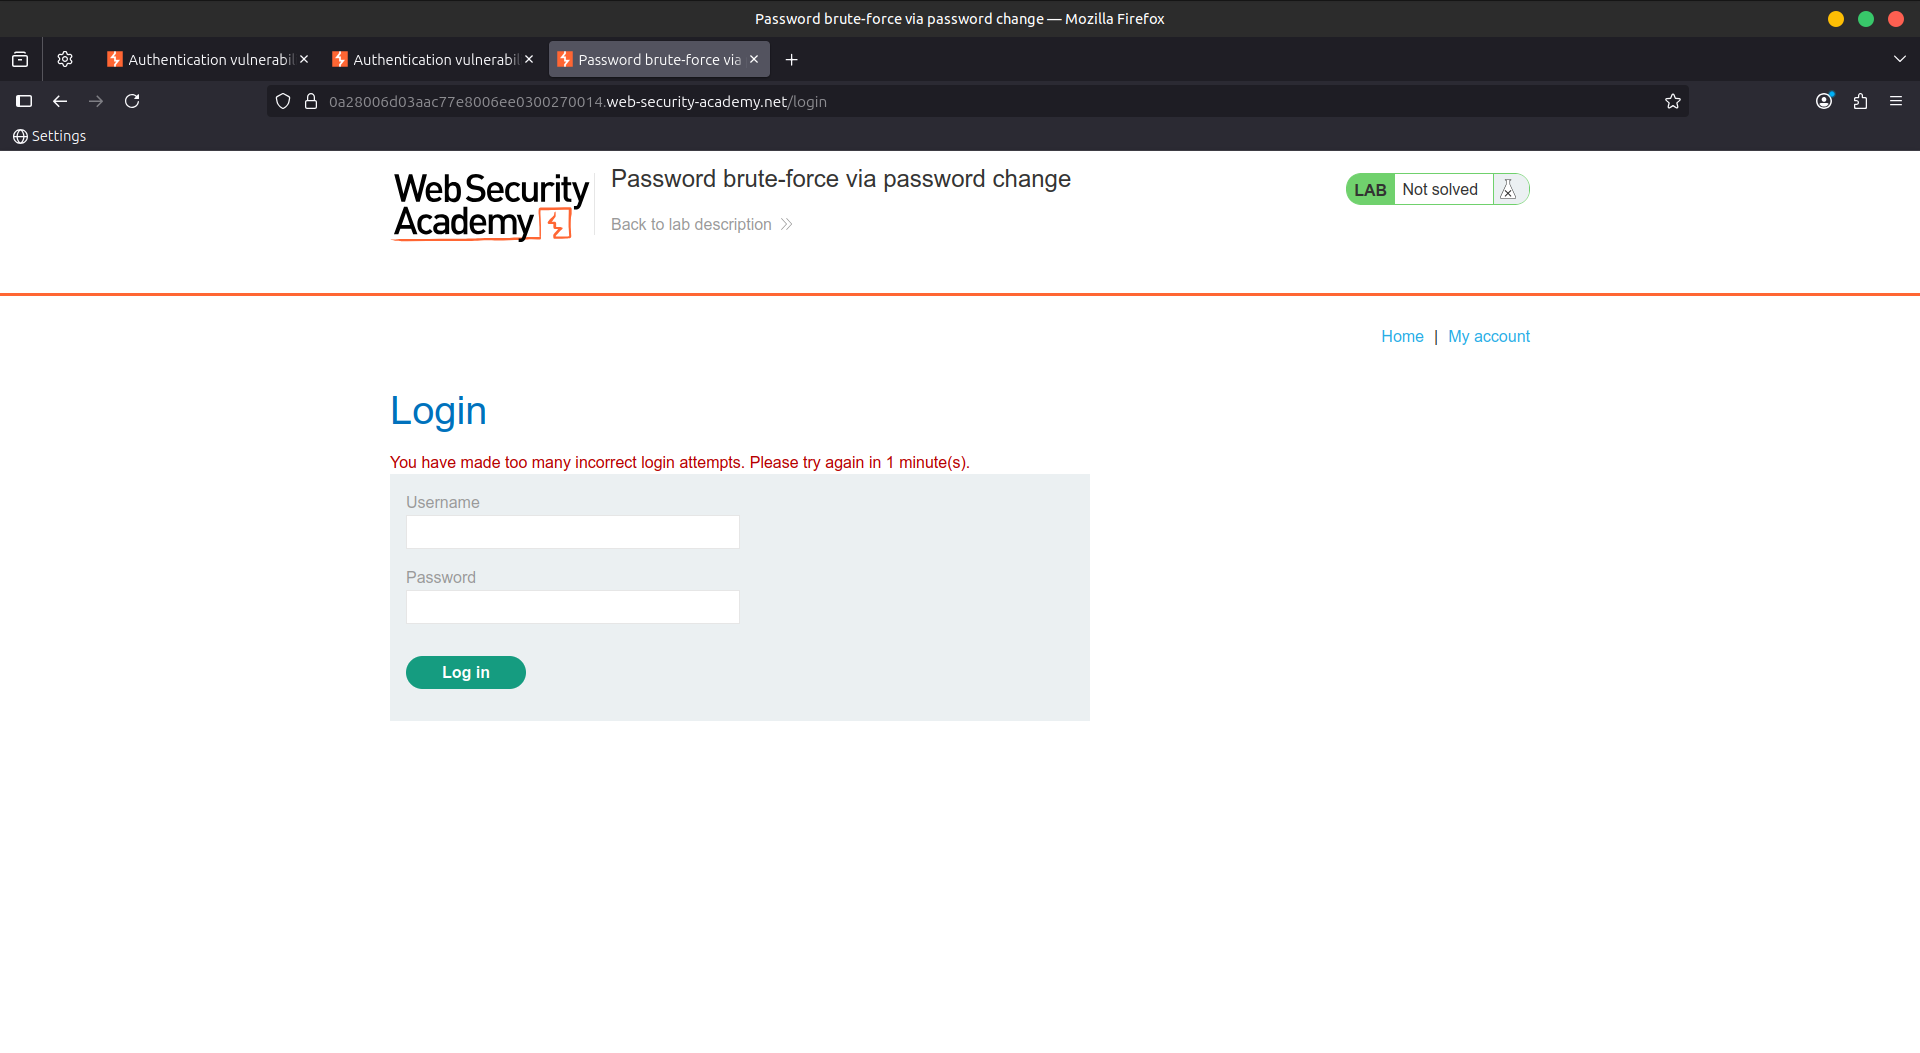 Password brute-force via password change — Mozilla Firefox
Authentication vulnerabil
Authentication vulnerabil
Password brute-force via
0a28006d03aac77e8006ee0300270014.web-security-academy.net/login
Settings
Web Security
Academy
Password brute-force via password change
Back to lab description
LAB Not solved
Home | My account
Login
You have made too many incorrect login attempts. Please try again in 1 minute(s).
Username
Password
Log in